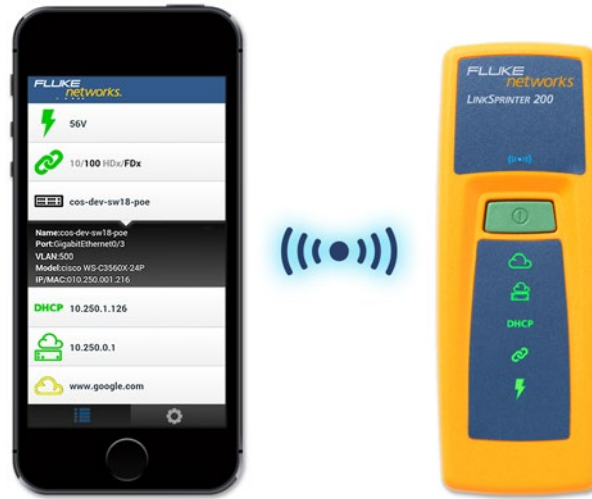 FLUKE
networks.
56V
10/100 HDx/FDx
cos-dev-sw18-poe
Name:cos-dev-sw18-poe
Port:GigabitEthernet0/3
VLAN:500
Model:cisco WS-C3560X-24P
IP/MAC:010.250.001.216
DHCP 10.250.1.126
10.250.0.1
www.google.com
FLUKE
networks
LINKSPRINTER 200
DHCP